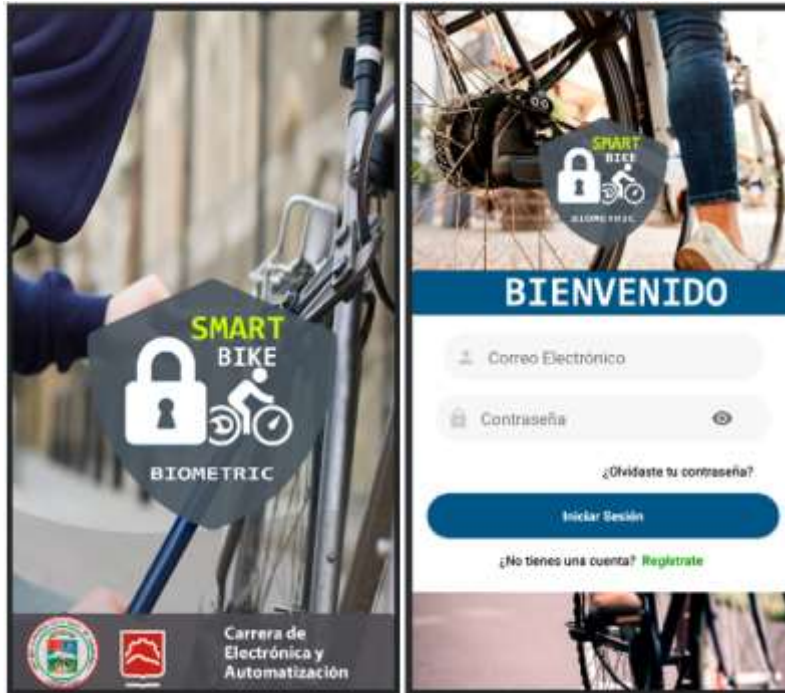 SMART
BIKE
BIOMETRIC
Carrera de
Electrónica y
Automatización
SMART
BIKE
BIOMETRIC
BIENVENIDO
Correo Electrónico
Contraseña
¿Olvidaste tu contraseña?
Iniciar Sesión
¿No tienes una cuenta? Regístrate